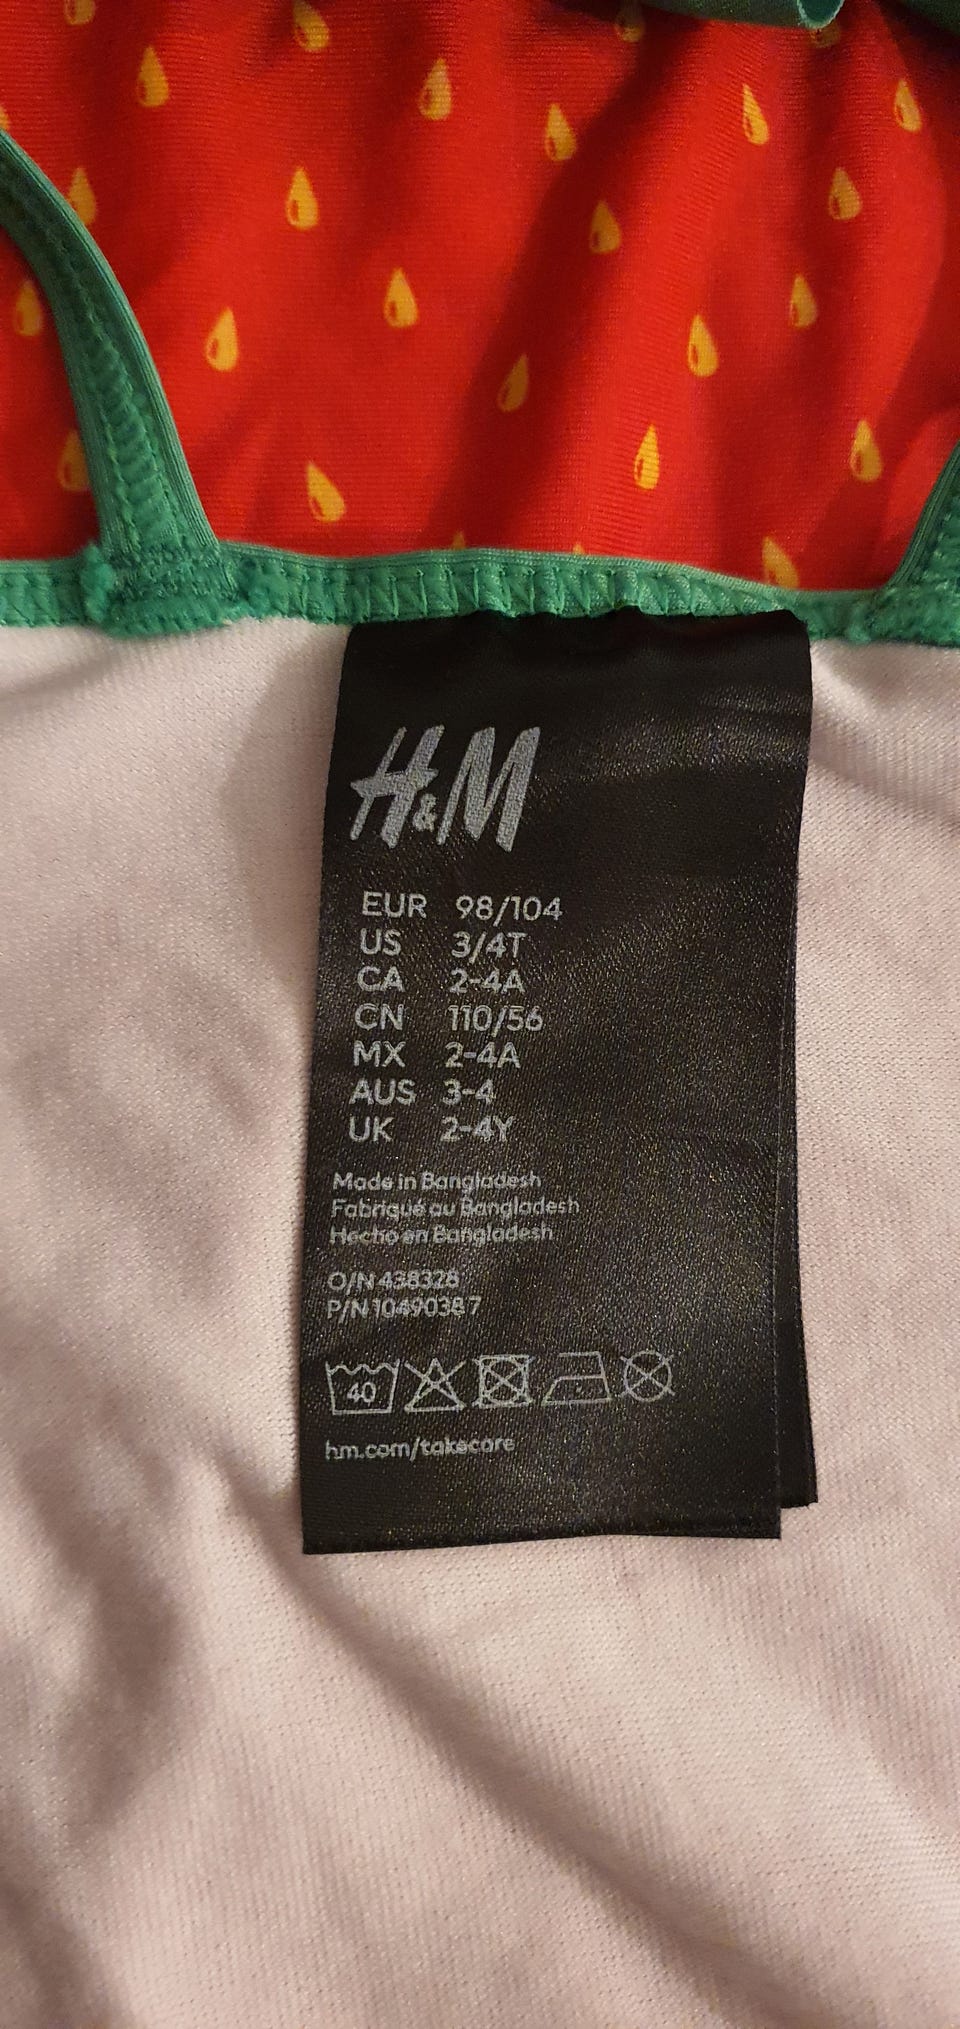 H&M
EUR 98/104
US 3/4T
CA 2-4A
CN 110/56
MX 2-4A
AUS 3-4
UK 2-4Y
Made in Bangladesh
Fabriqué au Bangladesh
Hecho en Bangladesh
O/N 438328
P/N 10490387
40
hm.com/takecare